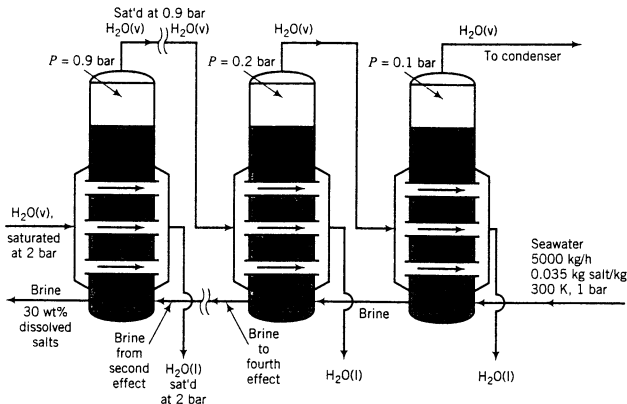 Sat'd at 0.9 bar
H₂O(v) H₂O(v)
H₂O(v)
H₂O(v)
To condenser
P = 0.9 bar
P = 0.2 bar
P = 0.1 bar
H₂O(v),
saturated
at 2 bar
Brine
30 wt%
dissolved
salts
Brine
from
second
effect
H₂O(l)
sat'd
at 2 bar
Brine
to
fourth
effect
H₂O(l)
Brine
H₂O(l)
Seawater
5000 kg/h
0.035 kg salt/kg
300 K, 1 bar